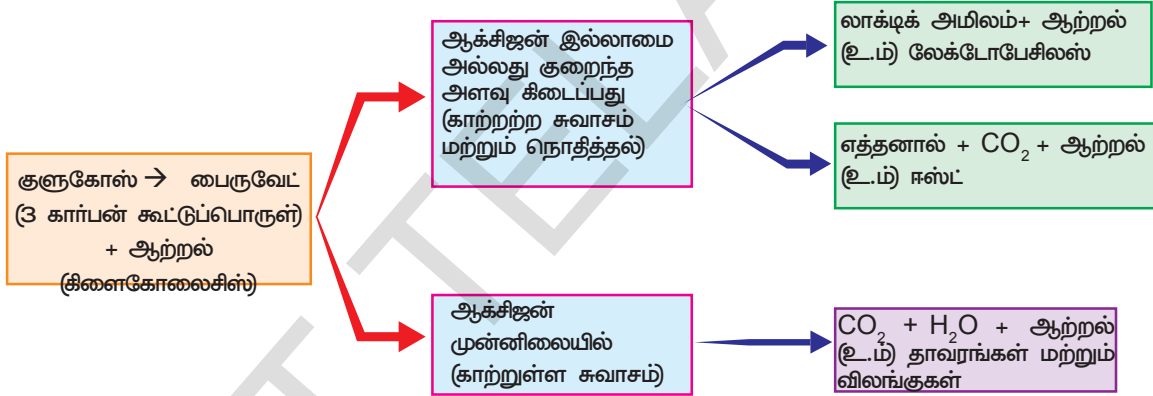 குளுகோஸ் → பைருவேட்
(3 கார்பன் கூட்டுப்பொருள்)
+ ஆற்றல்
(கிளைகோலைசிஸ்)
ஆக்சிஜன் இல்லாமை
அல்லது குறைந்த
அளவு கிடைப்பது
(காற்றற்ற சுவாசம்
மற்றும் நொதித்தல்)
லாக்டிக் அமிலம்+ ஆற்றல்
(உ.ம்) லேக்டோபேசிலஸ்
எத்தனால் + CO₂ + ஆற்றல்
(உ.ம்) ஈஸ்ட்
ஆக்சிஜன்
முன்னிலையில்
(காற்றுள்ள சுவாசம்)
CO₂ + H₂O + ஆற்றல்
(உ.ம்) தாவரங்கள் மற்றும்
விலங்குகள்